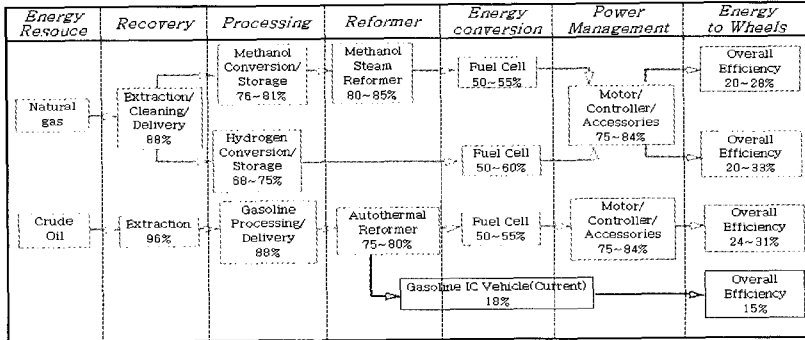 Energy Resouce
Recovery
Processing
Reformer
Energy conversion
Power Management
Energy to Wheels
Natural gas
Extraction/
Cleaning/
Delivery
88%
Methanol
Conversion/
Storage
76~81%
Methanol
Steam
Reformer
80~85%
Fuel Cell
50~55%
Motor/
Controller/
Accessories
75~84%
Overall
Efficiency
20~28%
Hydrogen
Conversion/
Storage
68~75%
Fuel Cell
50~60%
Overall
Efficiency
20~33%
Crude
Oil
Extraction
96%
Gasoline
Processing/
Delivery
88%
Autothermal
Reformer
75~80%
Fuel Cell
50~55%
Motor/
Controller/
Accessories
75~84%
Overall
Efficiency
24~31%
Gasoline IC Vehicle(Current)
18%
Overall
Efficiency
15%